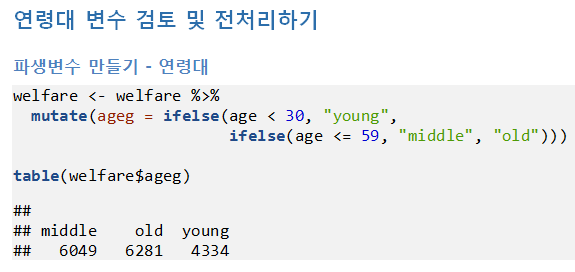 연령대 변수 검토 및 전처리하기
파생변수 만들기 - 연령대
welfare <- welfare %>%
  mutate(ageg = ifelse(age < 30, "young",
                       ifelse(age <= 59, "middle", "old")))
table(welfare$ageg)
##
## middle    old  young
##   6049   6281   4334